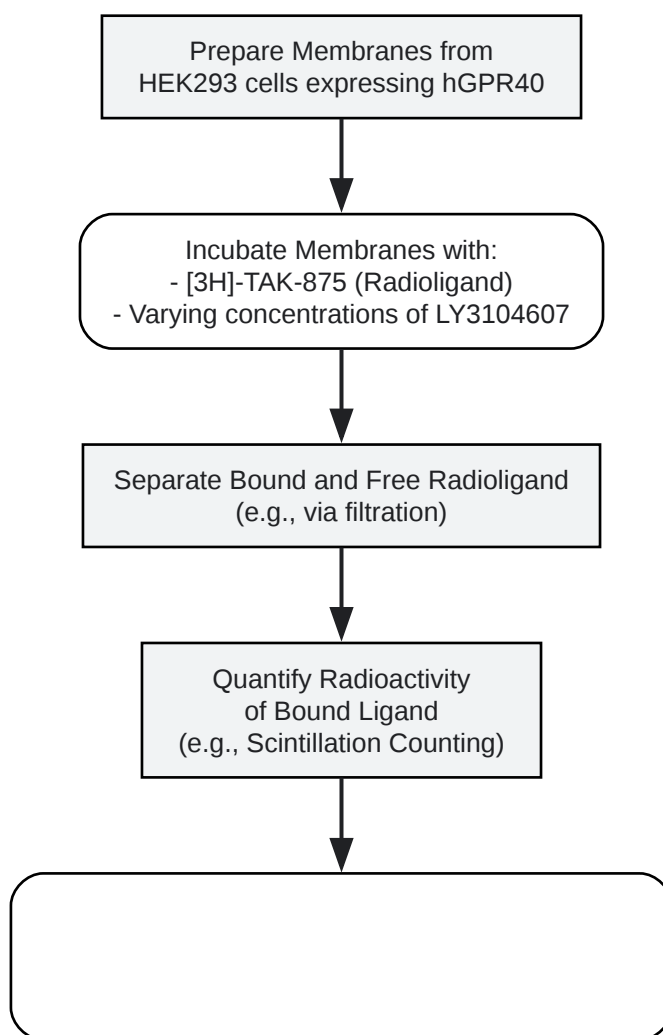 Prepare Membranes from
HEK293 cells expressing hGPR40
Incubate Membranes with:
- [3H]-TAK-875 (Radioligand)
- Varying concentrations of LY3104607
Separate Bound and Free Radioligand
(e.g., via filtration)
Quantify Radioactivity
of Bound Ligand
(e.g., Scintillation Counting)